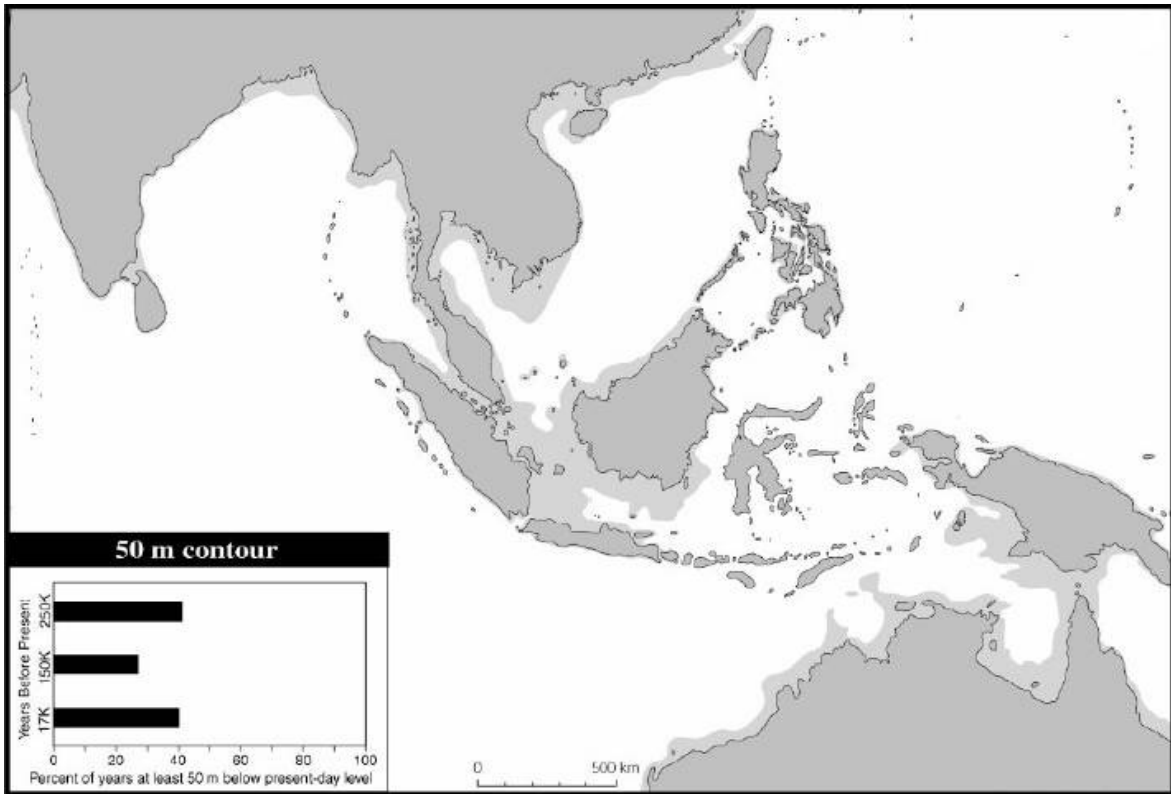 50 m contour
Years Before Present
250K
150K
17K
0 20 40 60 80 100
Percent of years at least 50 m below present-day level
0 500 km